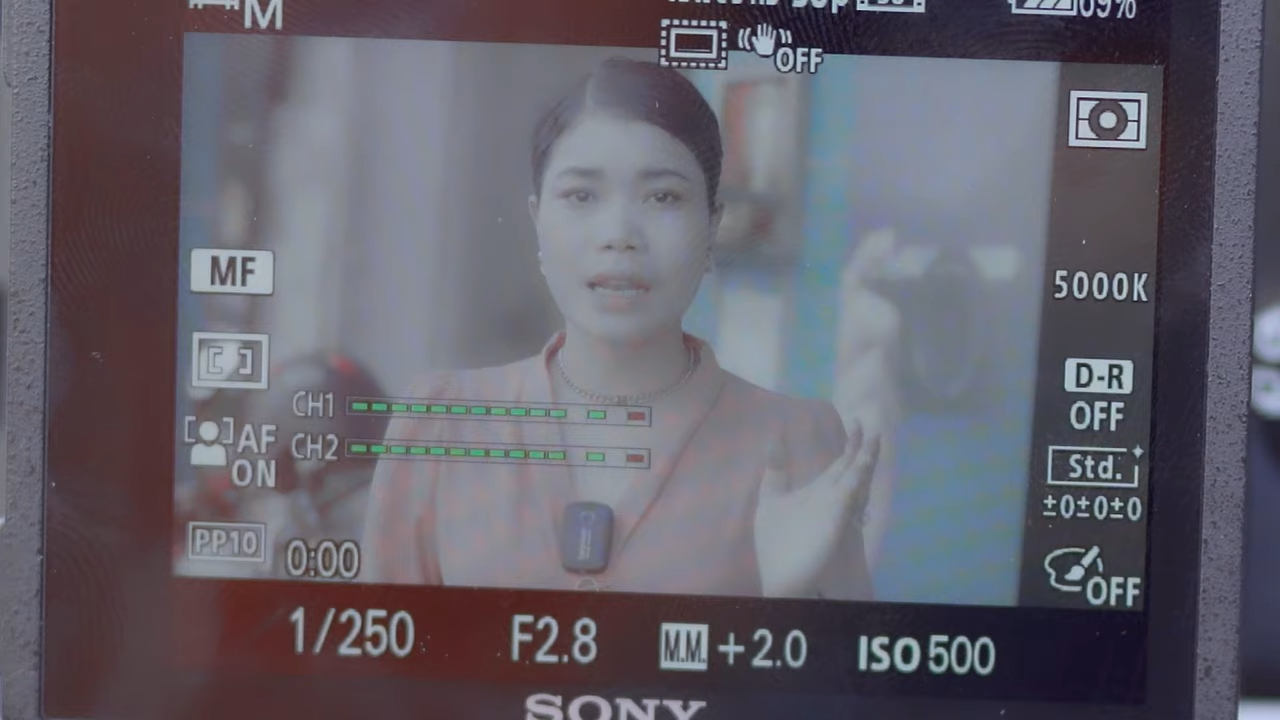 M
OFF
MF
5000K
D-R
OFF
CH1
CH2
AF
ON
Std.
±0±0±0
PP10
0:00
OFF
1/250 F2.8 M.M. +2.0 ISO 500
SONY